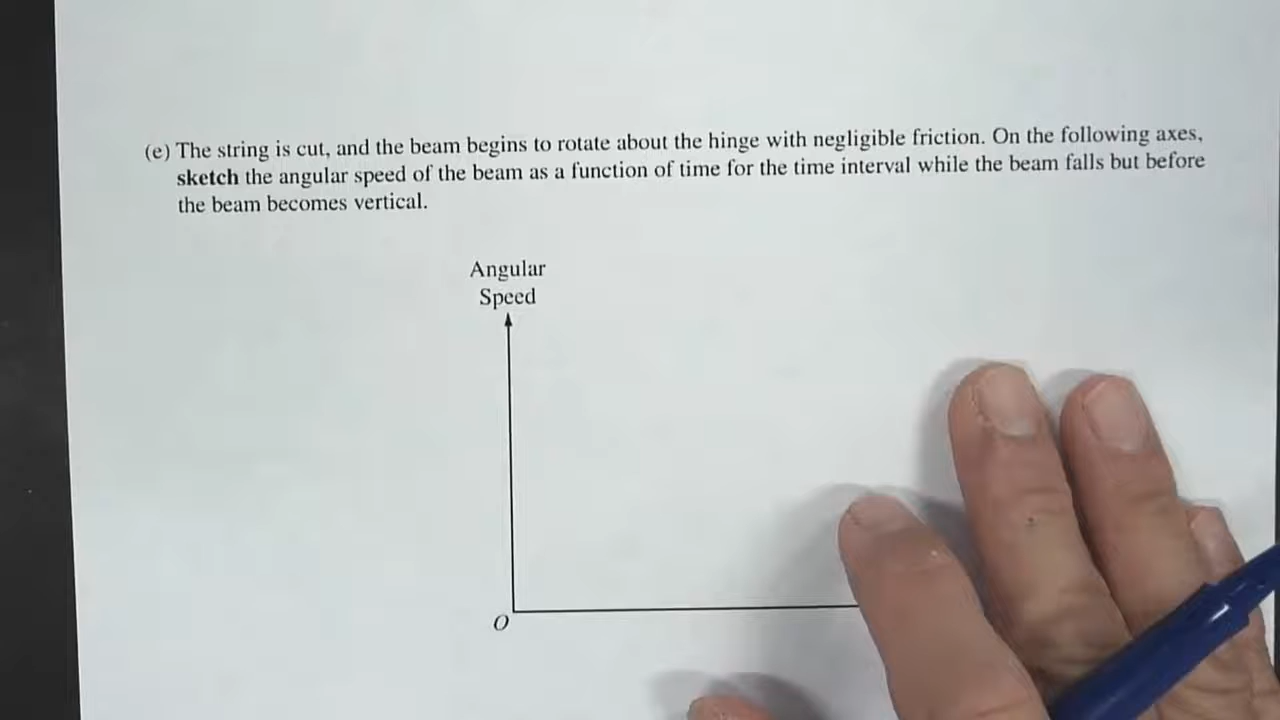 (e) The string is cut, and the beam begins to rotate about the hinge with negligible friction. On the following axes,
sketch the angular speed of the beam as a function of time for the time interval while the beam falls but before
the beam becomes vertical.
Angular
Speed
O